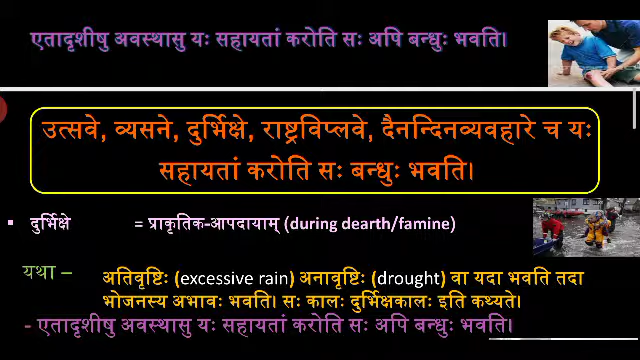 एतादृशीषु अवस्थासु यः सहायतां करोति सः अपि बन्धुः भवति।
उत्सवे, व्यसने, दुर्भिक्षे, राष्ट्रविप्लवे, दैनन्दिनव्यवहारे च यः
सहायतां करोति सः बन्धुः भवति।
▪ दुर्भिक्षे = प्राकृतिक-आपदायाम् (during dearth/famine)
यथा – अतिवृष्टिः (excessive rain) अनावृष्टिः (drought) वा यदा भवति तदा
भोजनस्य अभावः भवति। सः कालः दुर्भिक्षकालः इति कथ्यते।
- एतादृशीषु अवस्थासु यः सहायतां करोति सः अपि बन्धुः भवति।